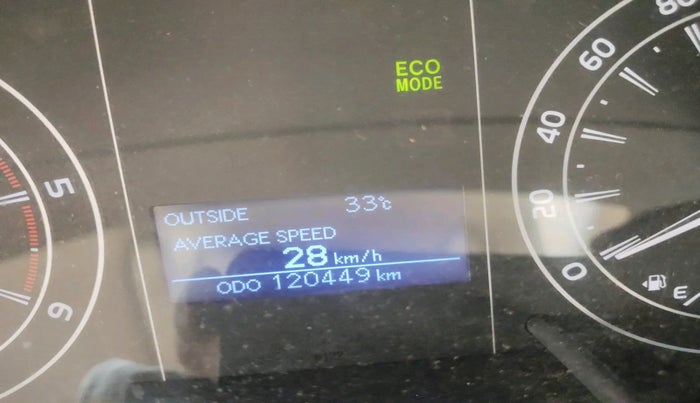 ECO
MODE
OUTSIDE 33℃
AVERAGE SPEED
28 km/h
ODO 120449 km
5
6
0
20
40
60
80
E